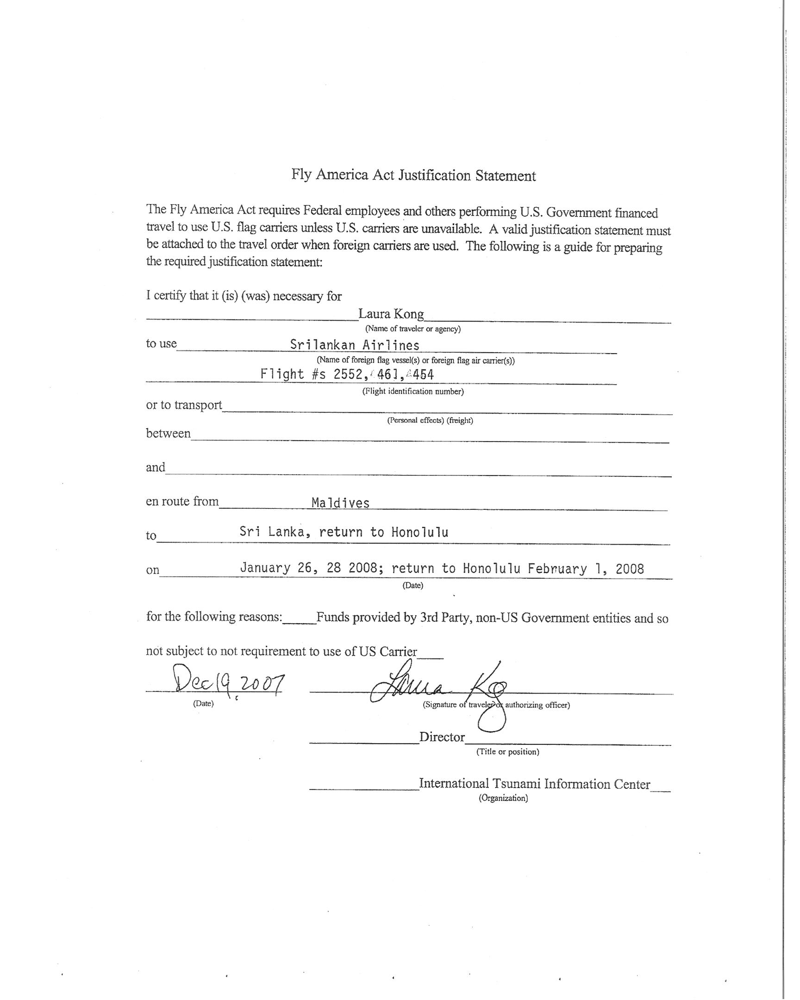 Fly America Act Justification Statement
The Fly America Act requires Federal employees and others performing U.S. Government financed
travel to use U.S. flag carriers unless U.S. carriers are unavailable. A valid justification statement must
be attached to the travel order when foreign carriers are used. The following is a guide for preparing
the required justification statement:
I certify that it (is) (was) necessary for
Laura Kong
(Name of traveler or agency)
to use Srilankan Airlines
(Name of foreign flag vessel(s) or foreign flag air carrier(s))
Flight #s 2552, 461, 454
(Flight identification number)
or to transport
(Personal effects) (freight)
between
and
en route from Maldives
to Sri Lanka, return to Honolulu
on January 26, 28 2008; return to Honolulu February 1, 2008
(Date)
for the following reasons: Funds provided by 3rd Party, non-US Government entities and so
not subject to not requirement to use of US Carrier
Dec 19, 2007 Laura Kong
(Date) (Signature of traveler or authorizing officer)
Director
(Title or position)
International Tsunami Information Center
(Organization)